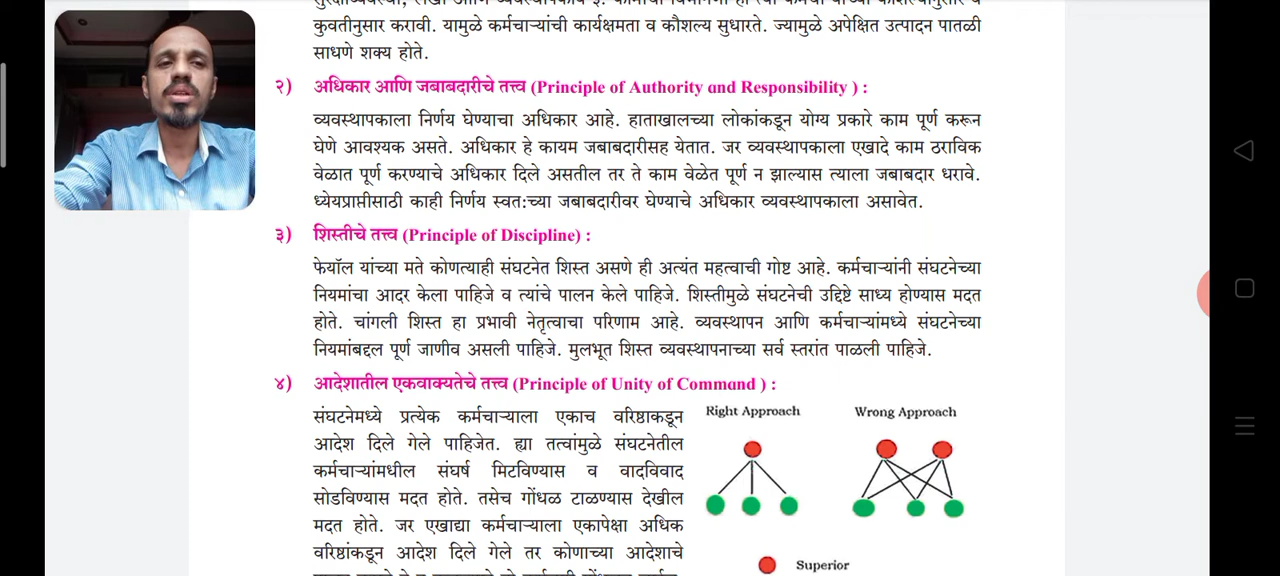 कुवतीनुसार करावी. यामुळे कर्मचाऱ्यांची कार्यक्षमता व कौशल्य सुधारते. ज्यामुळे अपेक्षित उत्पादन पातळी
साधणे शक्य होते.
२) अधिकार आणि जबाबदारीचे तत्त्व (Principle of Authority and Responsibility ) :
व्यवस्थापकाला निर्णय घेण्याचा अधिकार आहे. हाताखालच्या लोकांकडून योग्य प्रकारे काम पूर्ण करून
घेणे आवश्यक असते. अधिकार हे कायम जबाबदारीसह येतात. जर व्यवस्थापकाला एखादे काम ठराविक
वेळात पूर्ण करण्याचे अधिकार दिले असतील तर ते काम वेळेत पूर्ण न झाल्यास त्याला जबाबदार धरावे.
ध्येयप्राप्तीसाठी काही निर्णय स्वत:च्या जबाबदारीवर घेण्याचे अधिकार व्यवस्थापकाला असावेत.
३) शिस्तीचे तत्त्व (Principle of Discipline) :
फेयॉल यांच्या मते कोणत्याही संघटनेत शिस्त असणे ही अत्यंत महत्वाची गोष्ट आहे. कर्मचाऱ्यांनी संघटनेच्या
नियमांचा आदर केला पाहिजे व त्यांचे पालन केले पाहिजे. शिस्तीमुळे संघटनेची उद्दिष्टे साध्य होण्यास मदत
होते. चांगली शिस्त हा प्रभावी नेतृत्वाचा परिणाम आहे. व्यवस्थापन आणि कर्मचाऱ्यांमध्ये संघटनेच्या
नियमांबद्दल पूर्ण जाणीव असली पाहिजे. मुलभूत शिस्त व्यवस्थापनाच्या सर्व स्तरांत पाळली पाहिजे.
४) आदेशातील एकवाक्यतेचे तत्त्व (Principle of Unity of Command ) :
संघटनेमध्ये प्रत्येक कर्मचाऱ्याला एकाच वरिष्ठाकडून
आदेश दिले गेले पाहिजेत. ह्या तत्वांमुळे संघटनेतील
कर्मचाऱ्यांमधील संघर्ष मिटविण्यास व वादविवाद
सोडविण्यास मदत होते. तसेच गोंधळ टाळण्यास देखील
मदत होते. जर एखाद्या कर्मचाऱ्याला एकापेक्षा अधिक
वरिष्ठांकडून आदेश दिले गेले तर कोणाच्या आदेशाचे
Right Approach
Wrong Approach
Superior